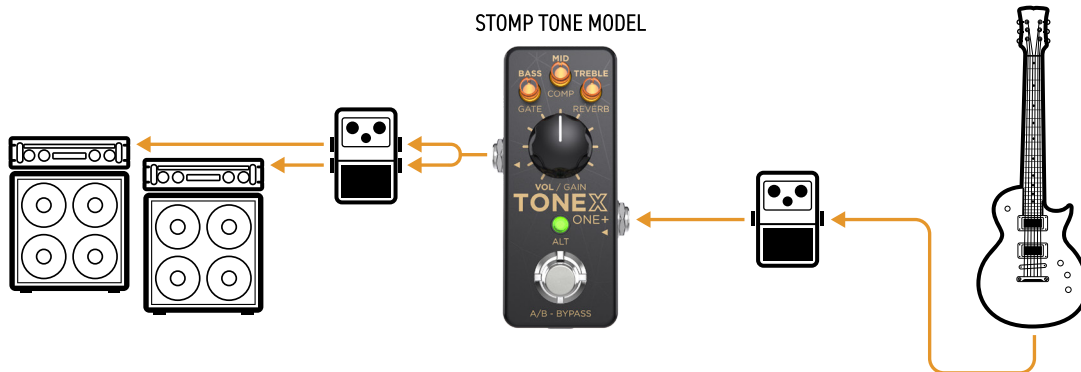 STOMP TONE MODEL
MID
BASS TREBLE
COMP
GATE REVERB
VOL / GAIN
TONEX
ONE+
ALT
A/B - BYPASS